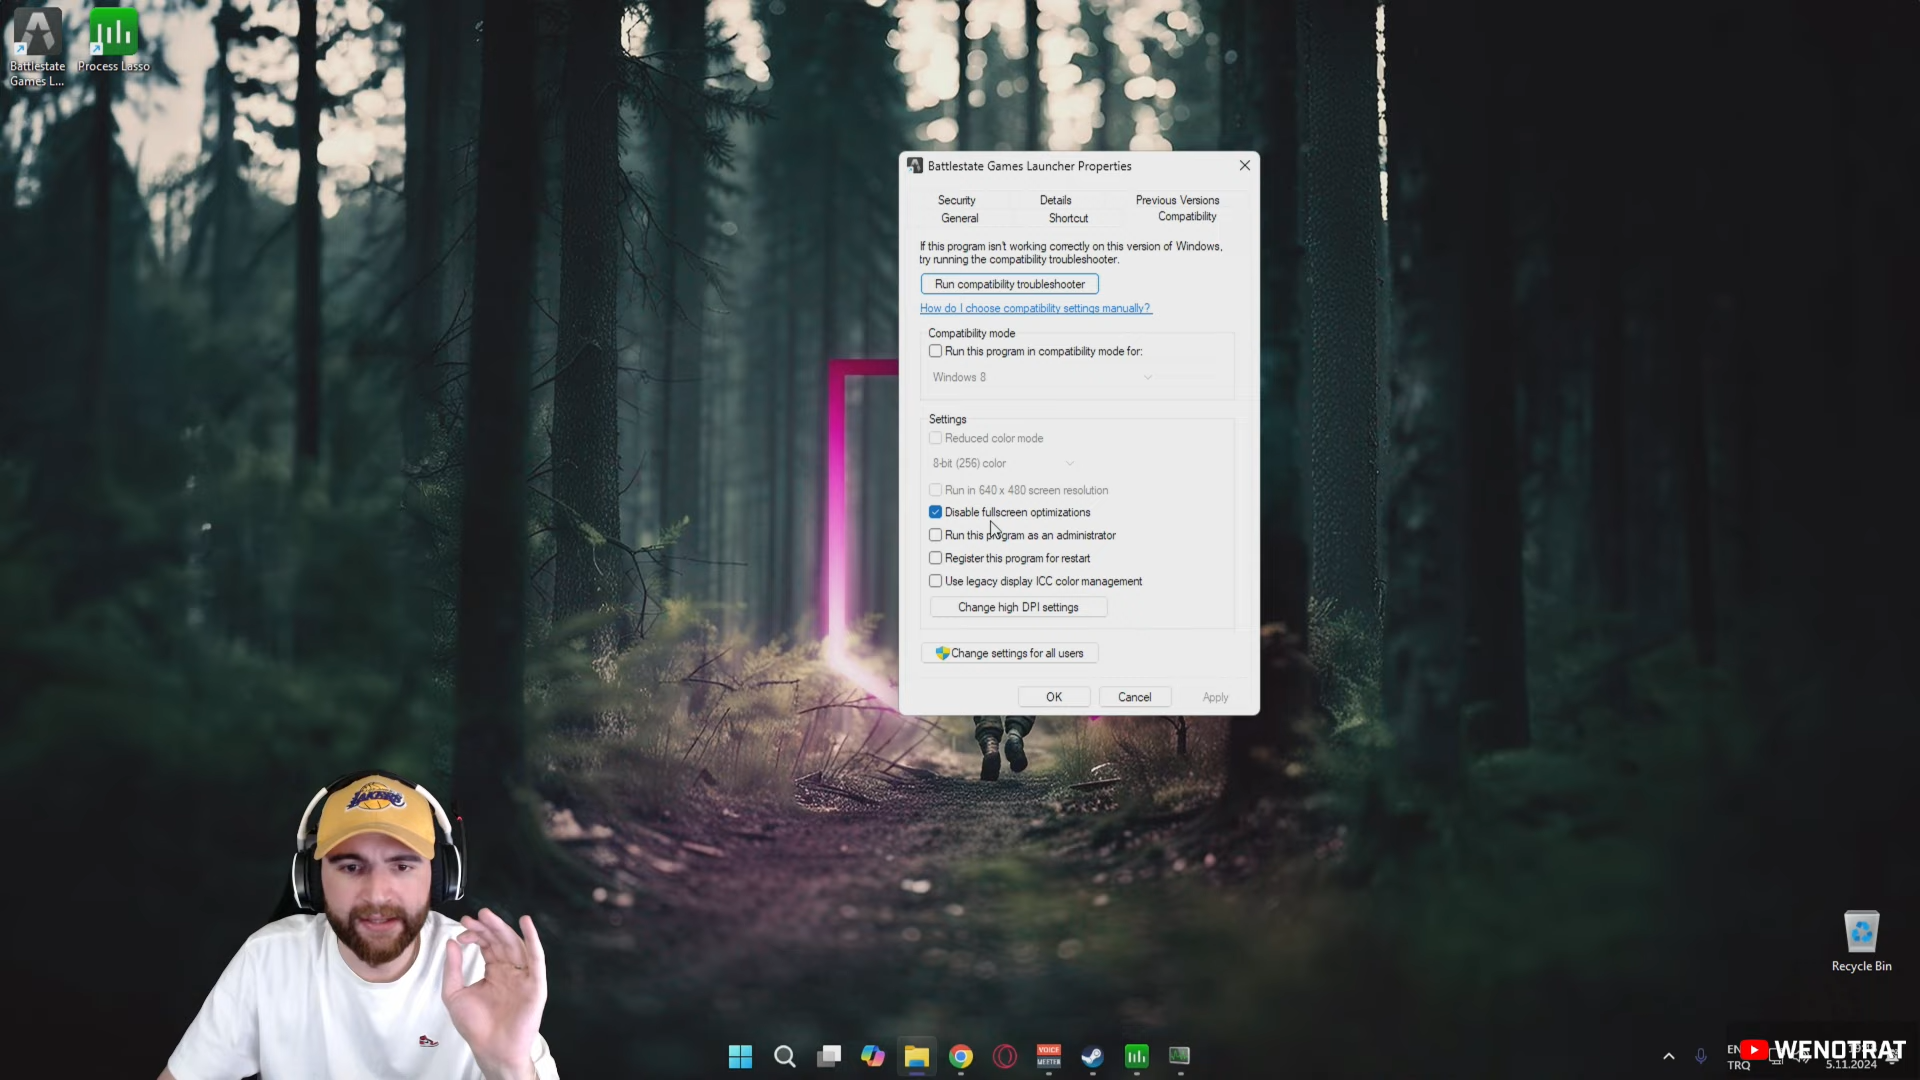 Battlestate
Games L...
Process Lasso
Battlestate Games Launcher Properties
Security
Details
Previous Versions
General
Shortcut
Compatibility
If this program isn't working correctly on this version of Windows,
try running the compatibility troubleshooter.
Run compatibility troubleshooter
How do I choose compatibility settings manually?
Compatibility mode
Run this program in compatibility mode for:
Windows 8
Settings
Reduced color mode
8-bit (256) color
Run in 640 x 480 screen resolution
Disable fullscreen optimizations
Run this program as an administrator
Register this program for restart
Use legacy display ICC color management
Change high DPI settings
Change settings for all users
OK
Cancel
Apply
LAKERS
Recycle Bin
VOICE
MEETER
TRQ
WENOTRAT
5.11.2024